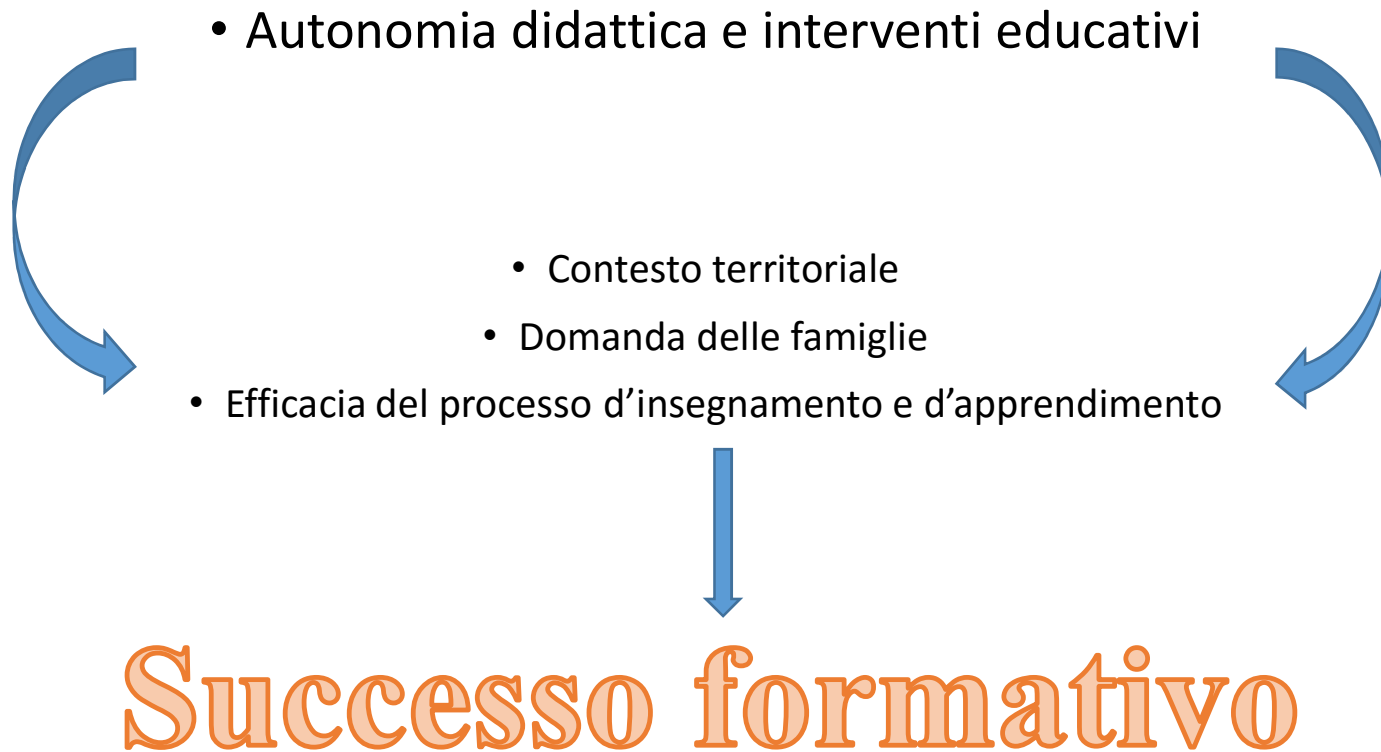 • Autonomia didattica e interventi educativi
• Contesto territoriale
• Domanda delle famiglie
• Efficacia del processo d’insegnamento e d’apprendimento
Successo formativo